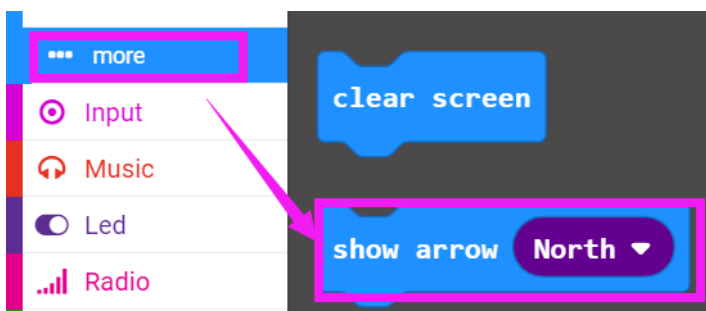 more
Input
Music
Led
Radio
clear screen
show arrow North